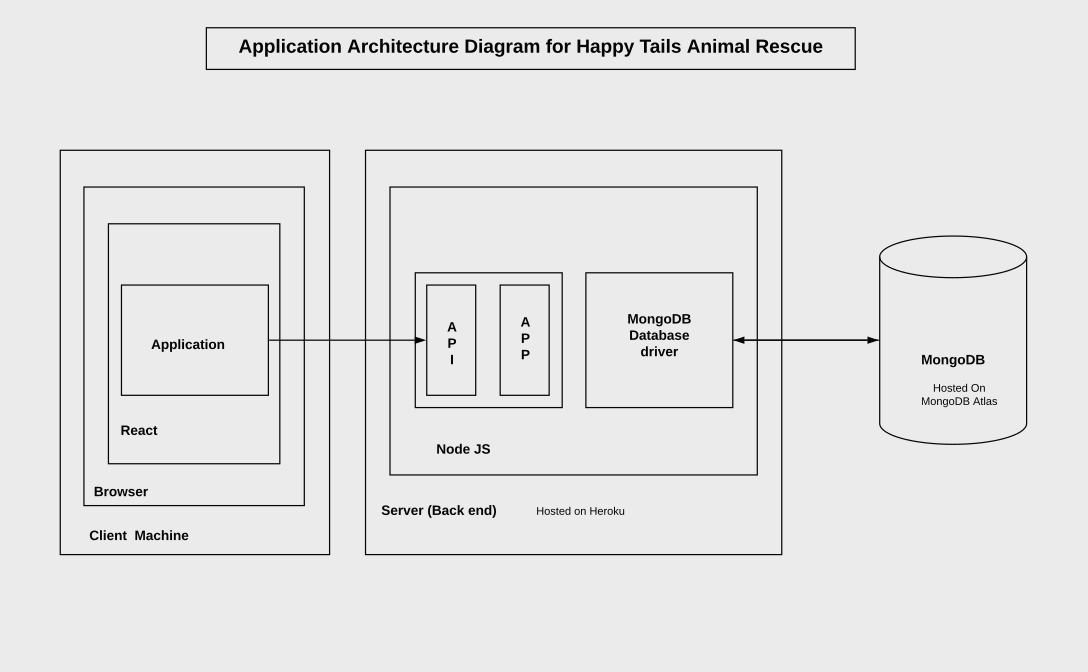 Application Architecture Diagram for Happy Tails Animal Rescue
Application
React
Browser
Client  Machine
A
P
I
A
P
P
MongoDB
Database
driver
Node JS
Server (Back end)
Hosted on Heroku
MongoDB
Hosted On
MongoDB Atlas